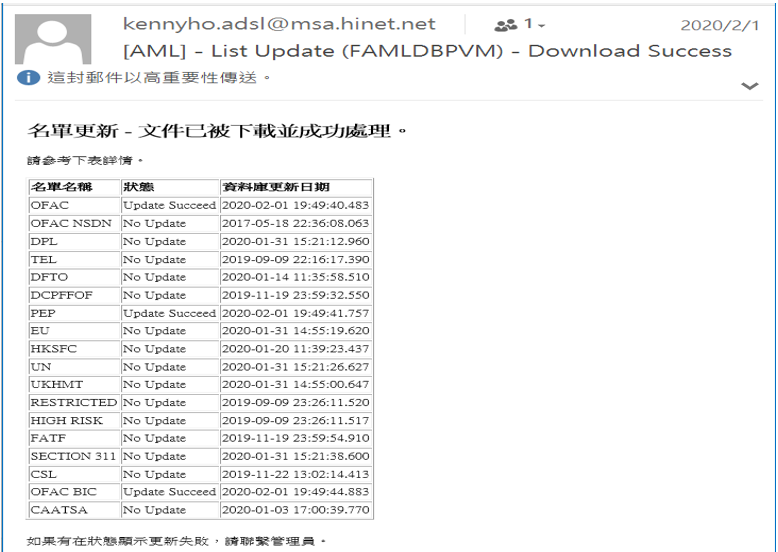 kennyho.adsl@msa.hinet.net 1 2020/2/1
[AML] - List Update (FAMLDBPVM) - Download Success
這封郵件以高重要性傳送。
名單更新 - 文件已被下載並成功處理。
請參考下表詳情。
名單名稱 狀態 資料庫更新日期
OFAC Update Succeed 2020-02-01 19:49:40.483
OFAC NSDN No Update 2017-05-18 22:36:08.063
DPL No Update 2020-01-31 15:21:12.960
TEL No Update 2019-09-09 22:16:17.390
DFTO No Update 2020-01-14 11:35:58.510
DCPFFOF No Update 2019-11-19 23:59:32.550
PEP Update Succeed 2020-02-01 19:49:41.757
EU No Update 2020-01-31 14:55:19.620
HKSFC No Update 2020-01-20 11:39:23.437
UN No Update 2020-01-31 15:21:26.627
UKHMT No Update 2020-01-31 14:55:00.647
RESTRICTED No Update 2019-09-09 23:26:11.520
HIGH RISK No Update 2019-09-09 23:26:11.517
FATF No Update 2019-11-19 23:59:54.910
SECTION 311 No Update 2020-01-31 15:21:38.600
CSL No Update 2019-11-22 13:02:14.413
OFAC BIC Update Succeed 2020-02-01 19:49:44.883
CAATSA No Update 2020-01-03 17:00:39.770
如果有在狀態顯示更新失敗，請聯繫管理員。